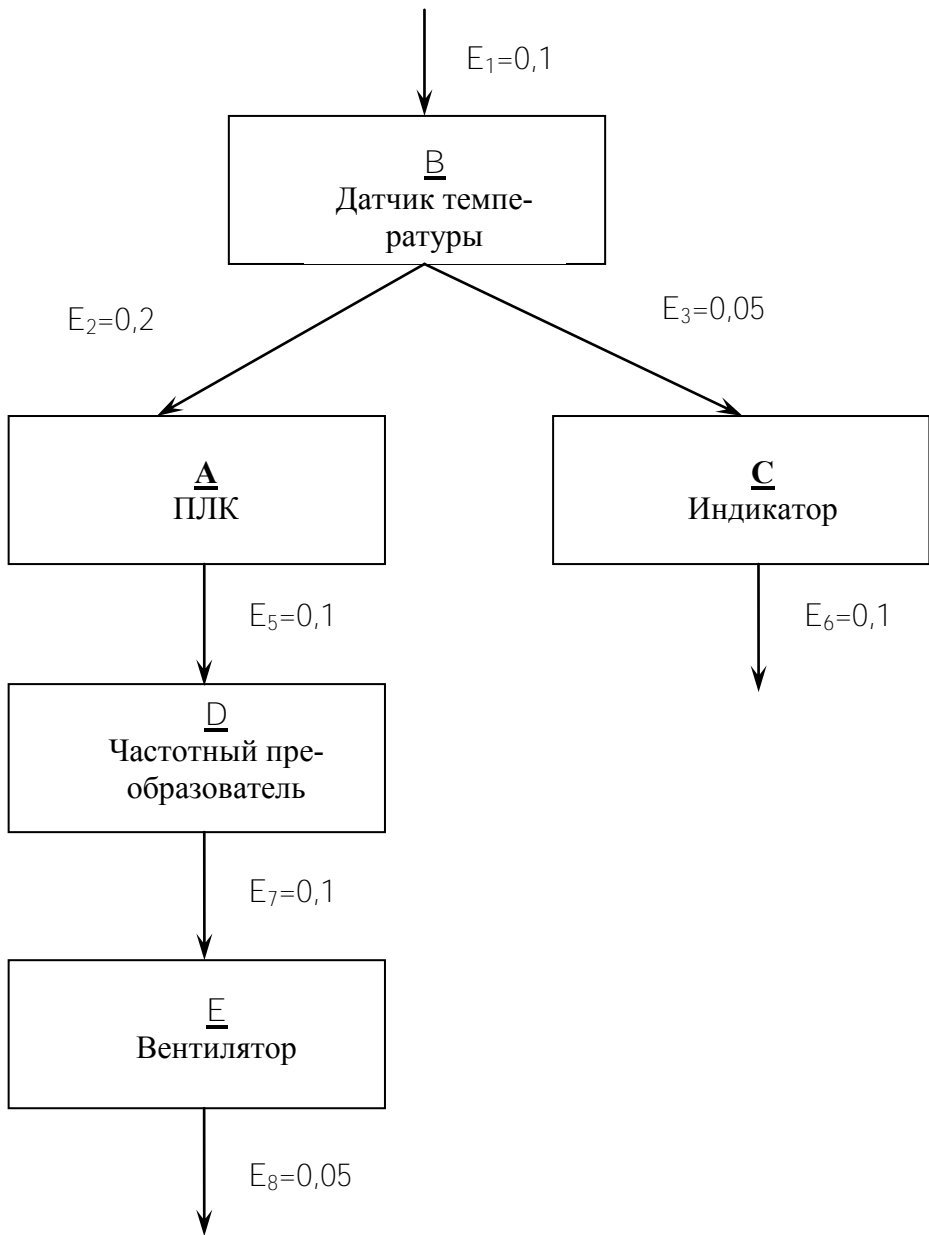 E₁=0,1
B
Датчик темпе-
ратуры
E₂=0,2
E₃=0,05
A
ПЛК
C
Индикатор
E₅=0,1
E₆=0,1
D
Частотный пре-
образователь
E₇=0,1
E
Вентилятор
E₈=0,05